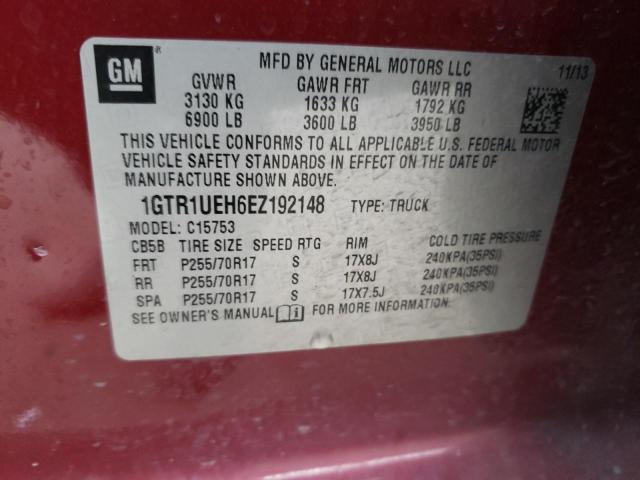 GM
MFD BY GENERAL MOTORS LLC
11/13
GVWR GAWR FRT GAWR RR
3130 KG 1633 KG 1792 KG
6900 LB 3600 LB 3950 LB
THIS VEHICLE CONFORMS TO ALL APPLICABLE U.S. FEDERAL MOTOR
VEHICLE SAFETY STANDARDS IN EFFECT ON THE DATE OF
MANUFACTURE SHOWN ABOVE.
1GTR1UEH6EZ192148 TYPE: TRUCK
MODEL: C15753
CB5B TIRE SIZE SPEED RTG RIM COLD TIRE PRESSURE
FRT P255/70R17 S 17X8J 240KPA(35PSI)
RR P255/70R17 S 17X8J 240KPA(35PSI)
SPA P255/70R17 S 17X7.5J 240KPA(35PSI)
SEE OWNER'S MANUAL i FOR MORE INFORMATION.